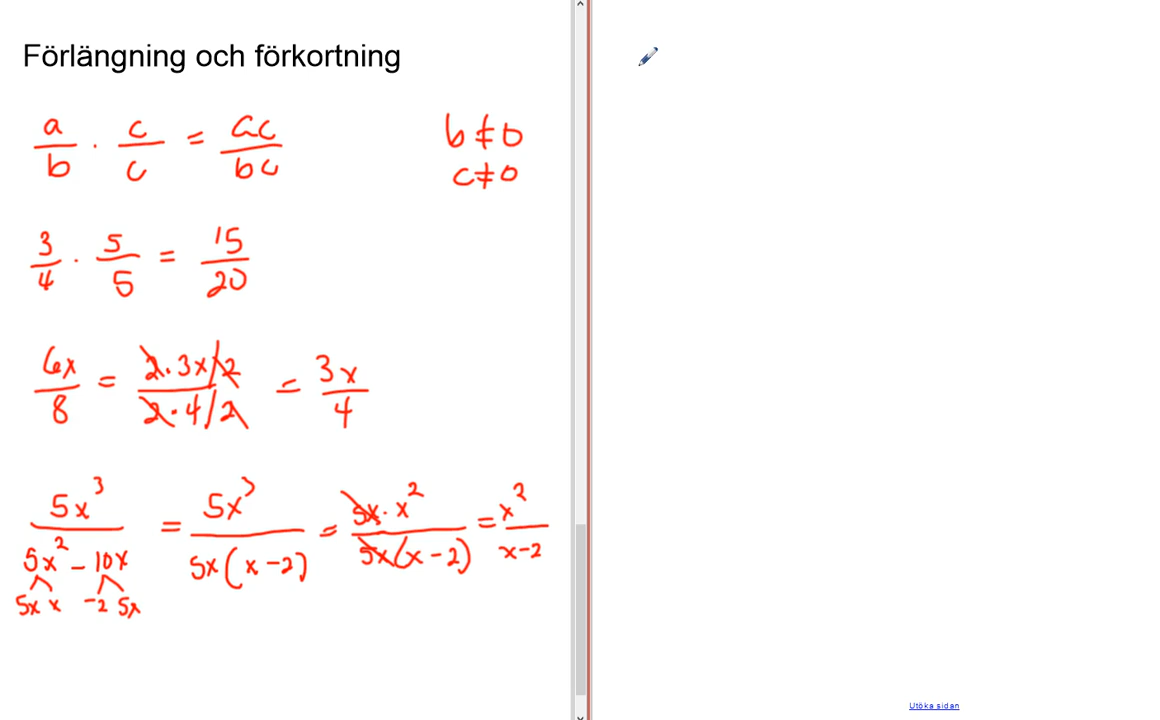 Förlängning och förkortning
a/b · c/c = ac/bc b ≠ 0
c ≠ 0
3/4 · 5/5 = 15/20
6x/8 = (2·3x/2)/(2·4/2) = 3x/4
5x³/(5x² - 10x) = 5x³/(5x(x-2)) = (5x·x²)/(5x(x-2)) = x²/(x-2)
5x x -2 5x
Utöka sidan